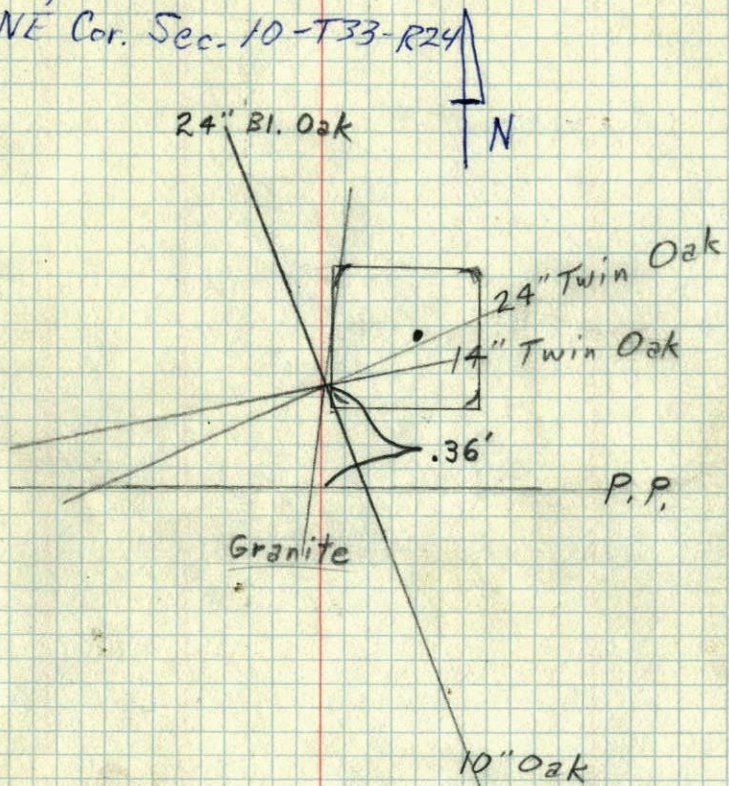 NE Cor. Sec. 10-T33-R24
24" Bl. Oak
N
24" Twin Oak
14" Twin Oak
.36'
P.P.
Granite
10" Oak